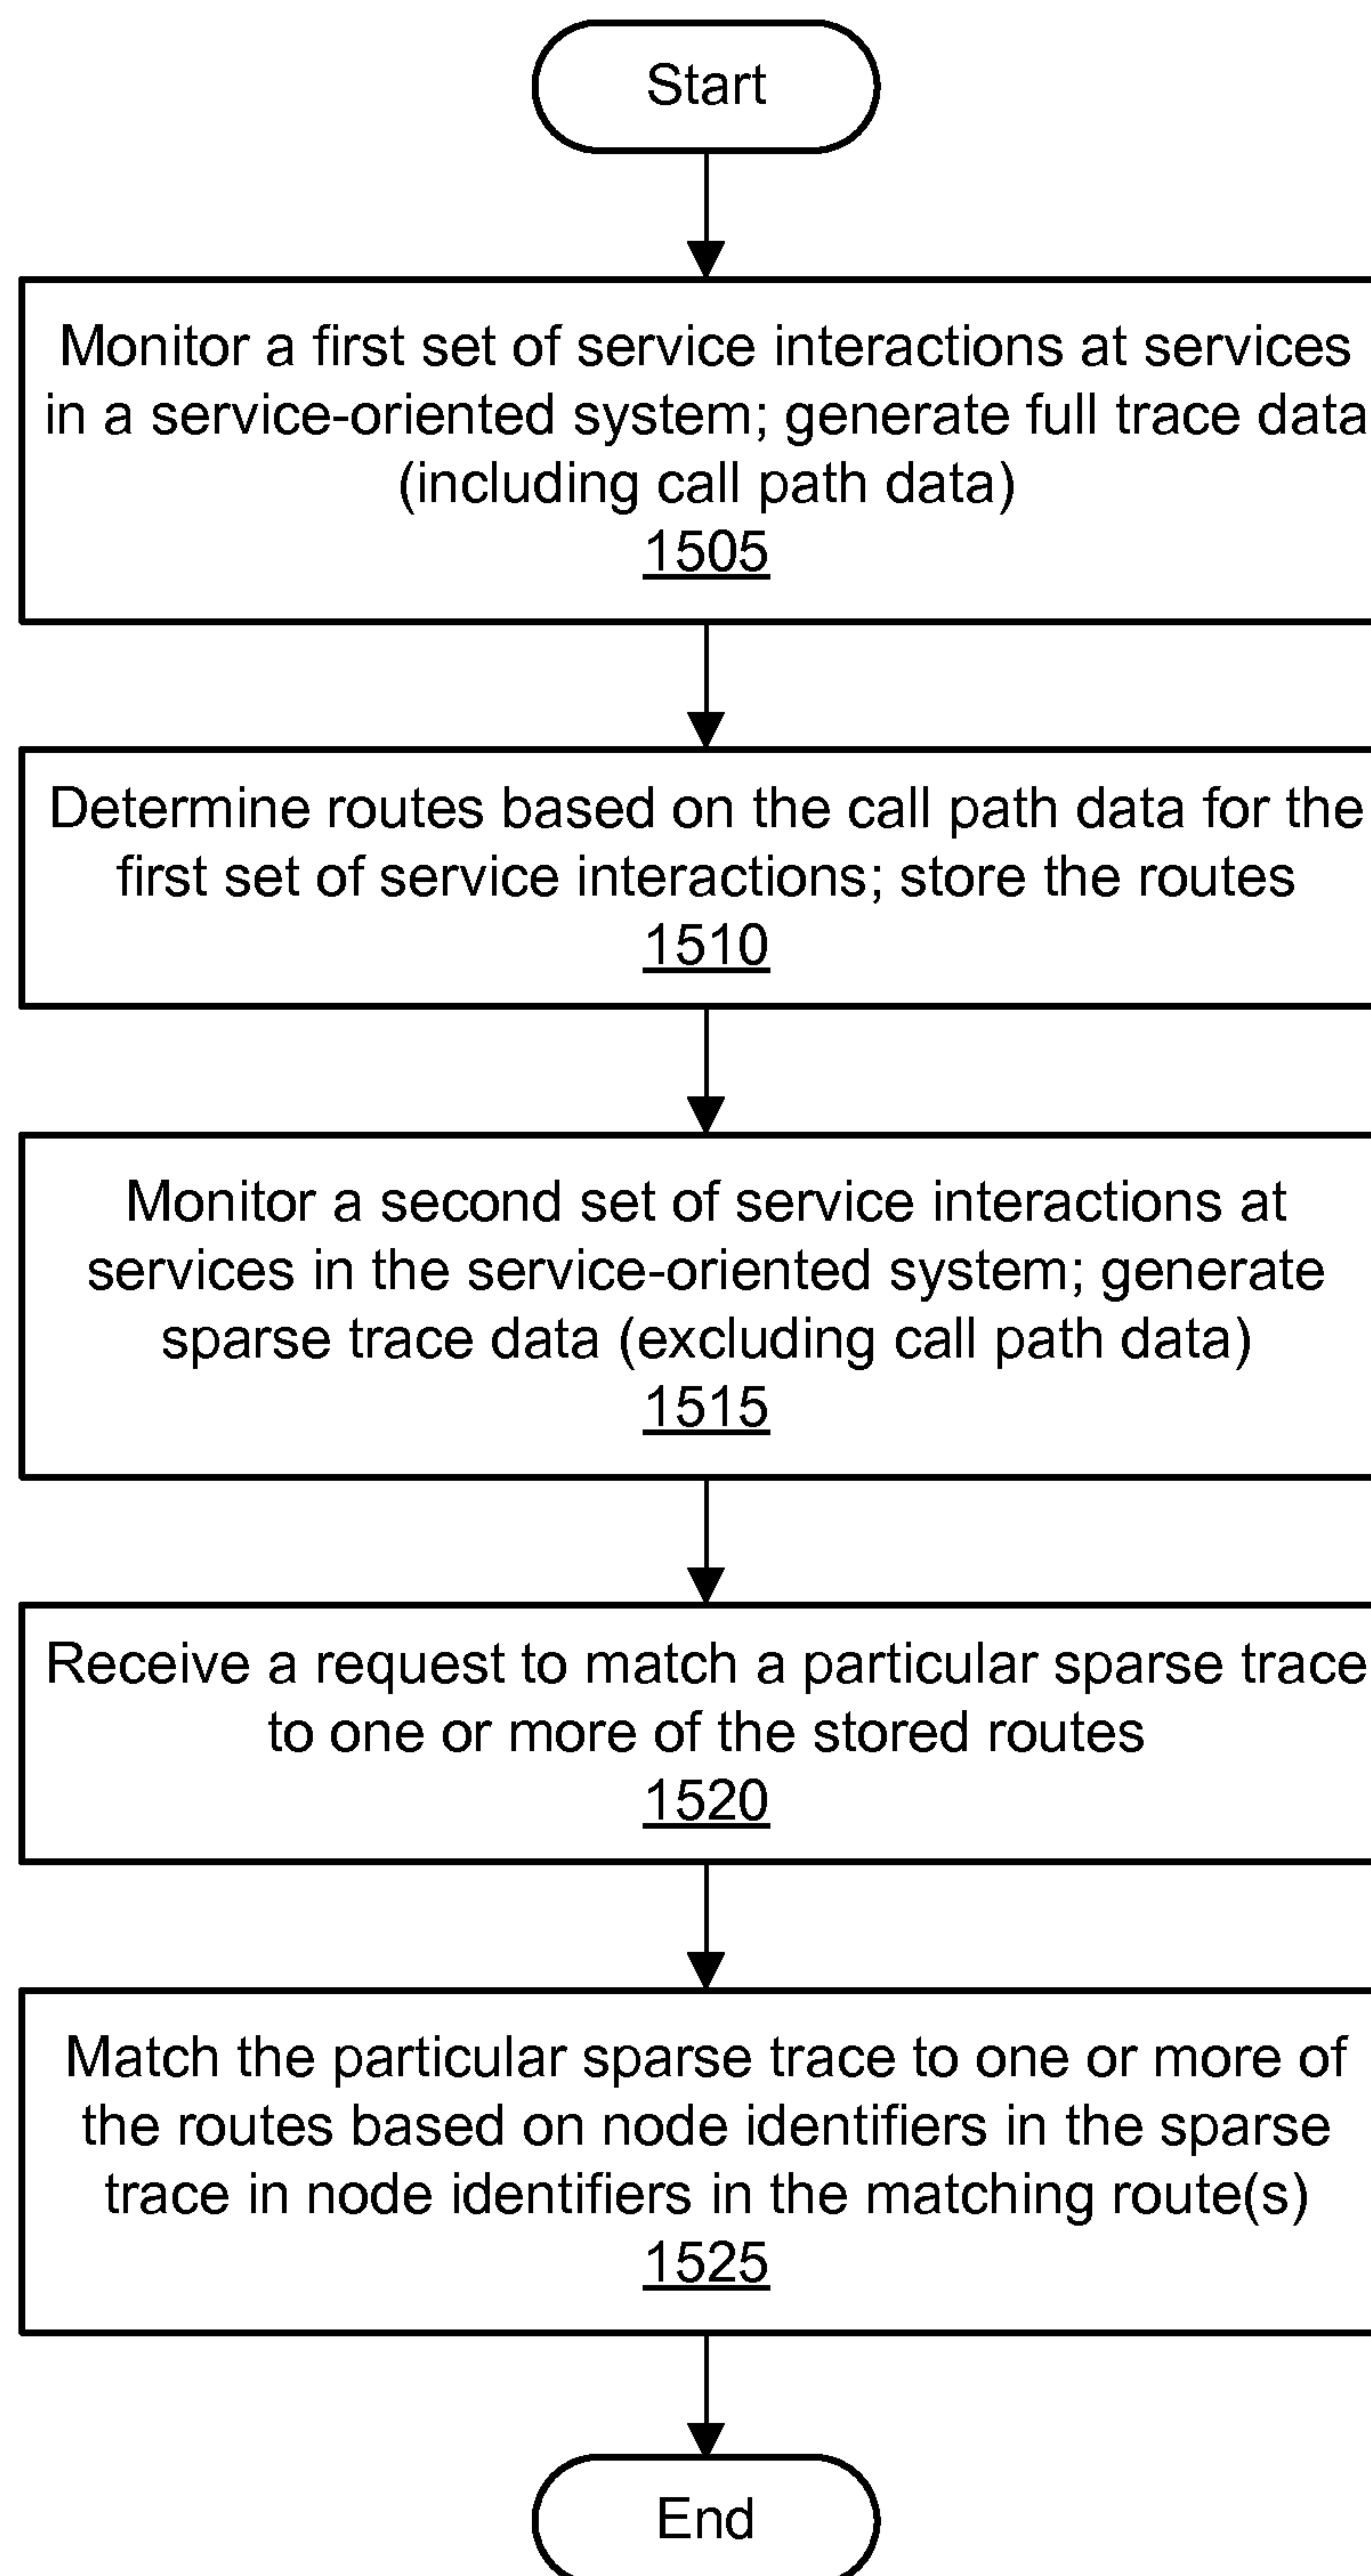 Start
Monitor a first set of service interactions at services
in a service-oriented system; generate full trace data
(including call path data)
1505
Determine routes based on the call path data for the
first set of service interactions; store the routes
1510
Monitor a second set of service interactions at
services in the service-oriented system; generate
sparse trace data (excluding call path data)
1515
Receive a request to match a particular sparse trace
to one or more of the stored routes
1520
Match the particular sparse trace to one or more of
the routes based on node identifiers in the sparse
trace in node identifiers in the matching route(s)
1525
End